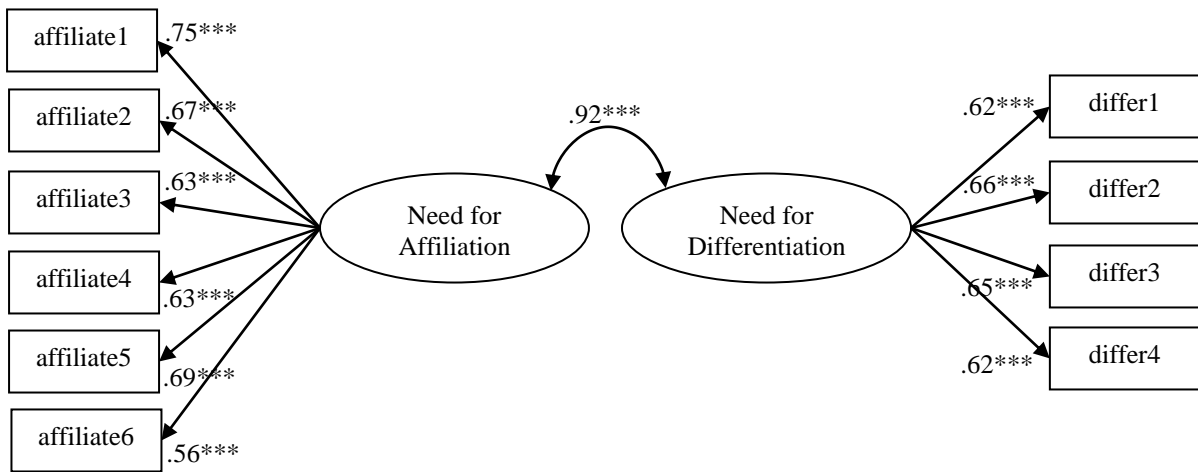 affiliate1
.75***
affiliate2
.67***
affiliate3
.63***
affiliate4
.63***
affiliate5
.69***
affiliate6
.56***
Need for
Affiliation
.92***
Need for
Differentiation
.62***
differ1
.66***
differ2
.65***
differ3
.62***
differ4